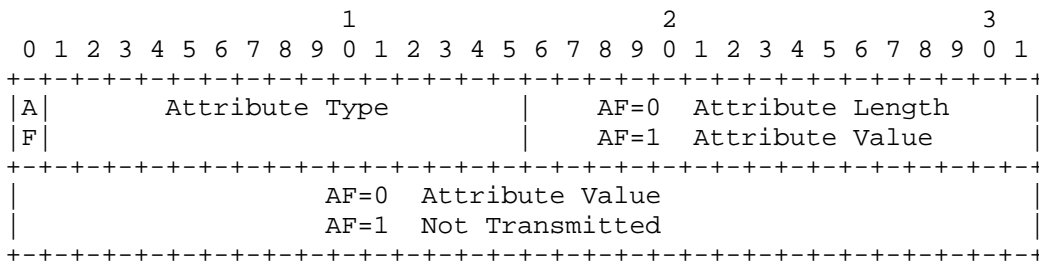 1                   2                   3
 0 1 2 3 4 5 6 7 8 9 0 1 2 3 4 5 6 7 8 9 0 1 2 3 4 5 6 7 8 9 0 1
+-+-+-+-+-+-+-+-+-+-+-+-+-+-+-+-+-+-+-+-+-+-+-+-+-+-+-+-+-+-+-+-+
|A|       Attribute Type        |    AF=0  Attribute Length     |
|F|                             |    AF=1  Attribute Value      |
+-+-+-+-+-+-+-+-+-+-+-+-+-+-+-+-+-+-+-+-+-+-+-+-+-+-+-+-+-+-+-+-+
|                   AF=0  Attribute Value                       |
|                   AF=1  Not Transmitted                       |
+-+-+-+-+-+-+-+-+-+-+-+-+-+-+-+-+-+-+-+-+-+-+-+-+-+-+-+-+-+-+-+-+